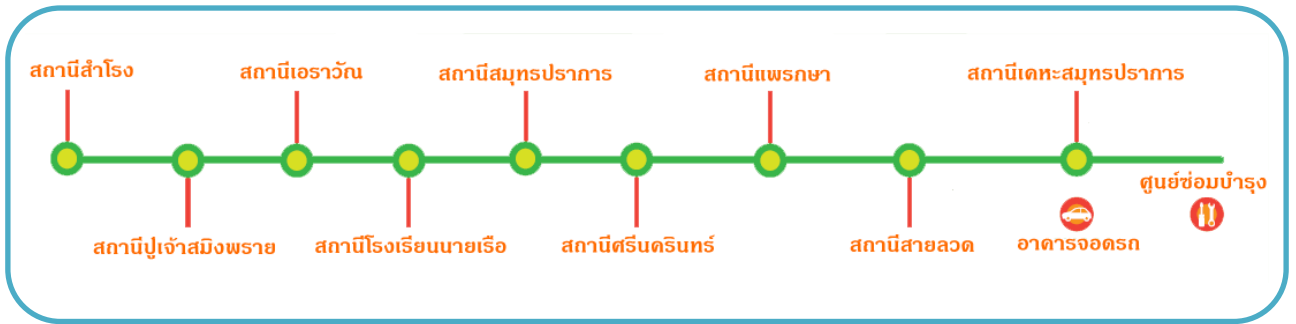 สถานีสำโรง
สถานีเอราวัณ
สถานีสมุทรปราการ
สถานีแพรกษา
สถานีเคหะสมุทรปราการ
ศูนย์ซ่อมบำรุง
สถานีปู่เจ้าสมิงพราย
สถานีโรงเรียนนายเรือ
สถานีศรีนครินทร์
สถานีสายลวด
อาคารจอดรถ